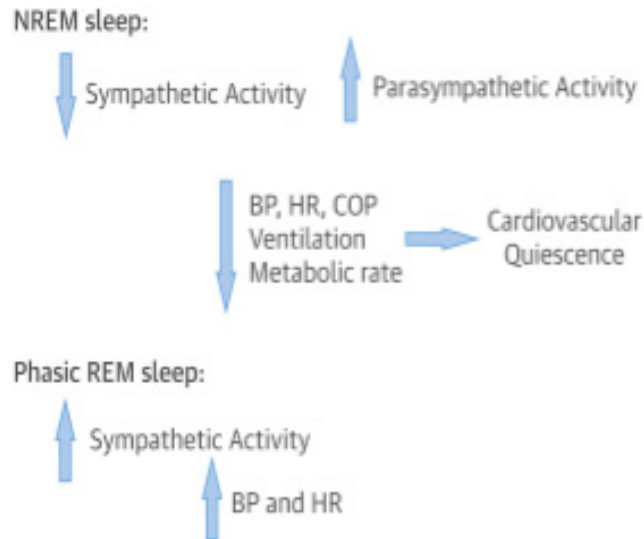 NREM sleep:
Sympathetic Activity
Parasympathetic Activity
BP, HR, COP
Ventilation
Metabolic rate
Cardiovascular
Quiescence
Phasic REM sleep:
Sympathetic Activity
BP and HR